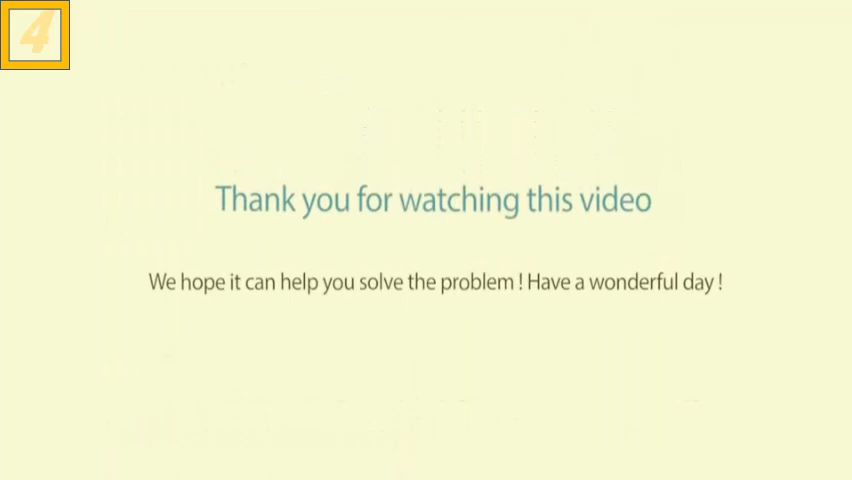 4
Thank you for watching this video
We hope it can help you solve the problem ! Have a wonderful day !